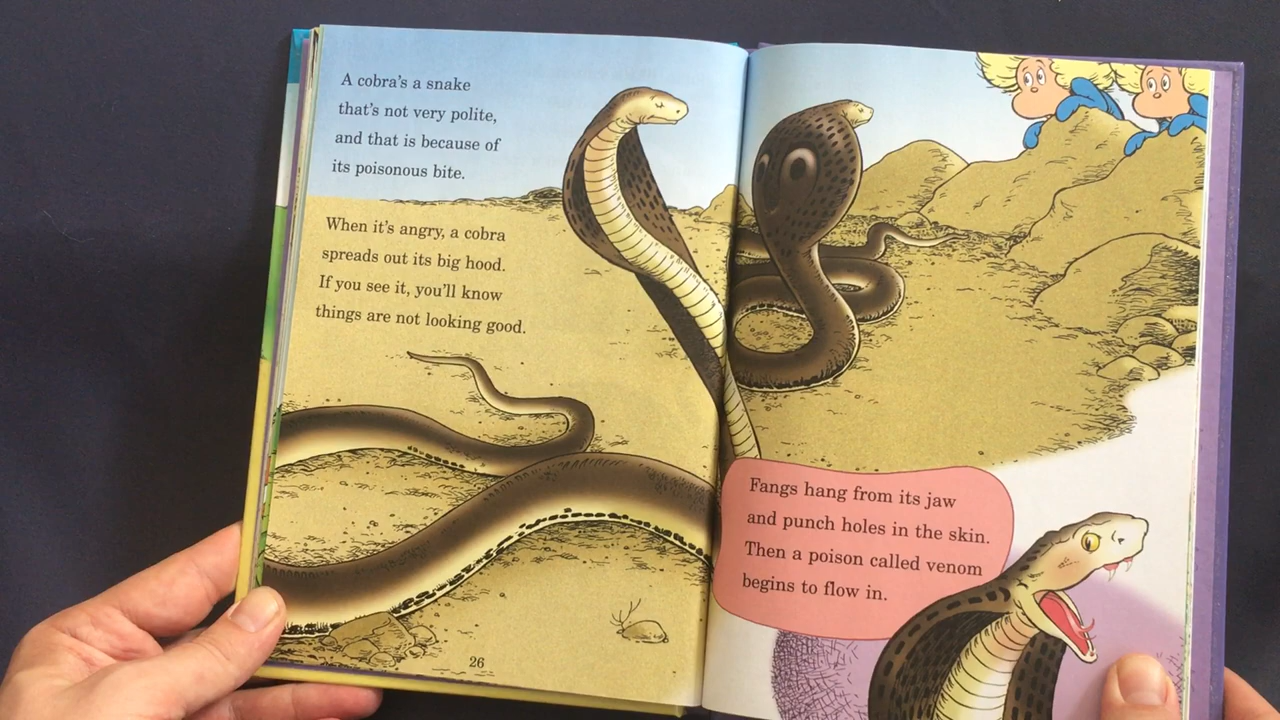 A cobra's a snake
that's not very polite,
and that is because of
its poisonous bite.
When it's angry, a cobra
spreads out its big hood.
If you see it, you'll know
things are not looking good.
26
Fangs hang from its jaw
and punch holes in the skin.
Then a poison called venom
begins to flow in.